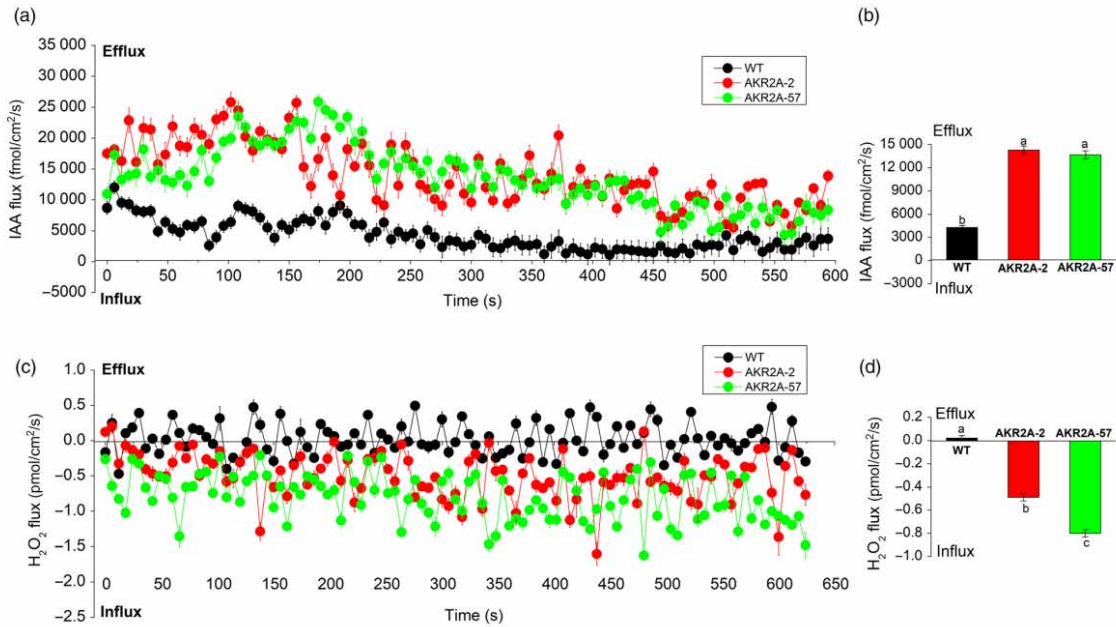 (a)
35 000
30 000
25 000
20 000
15 000
10 000
5000
0
−5000
IAA flux (fmol/cm²/s)
Efflux
Influx
WT
AKR2A-2
AKR2A-57
0 50 100 150 200 250 300 350 400 450 500 550 600
Time (s)
(b)
15 000
12000
9000
6000
3000
0
−3000
IAA flux (fmol/cm²/s)
Efflux
a a
b
WT AKR2A-2 AKR2A-57
Influx
(c)
1.0
0.5
0.0
−0.5
−1.0
−1.5
−2.0
−2.5
H₂O₂ flux (pmol/cm²/s)
Efflux
Influx
WT
AKR2A-2
AKR2A-57
0 50 100 150 200 250 300 350 400 450 500 550 600 650
Time (s)
(d)
0.2
0.0
−0.2
−0.4
−0.6
−0.8
−1.0
H₂O₂ flux (pmol/cm²/s)
Efflux
a AKR2A-2 AKR2A-57
WT
b
c
Influx